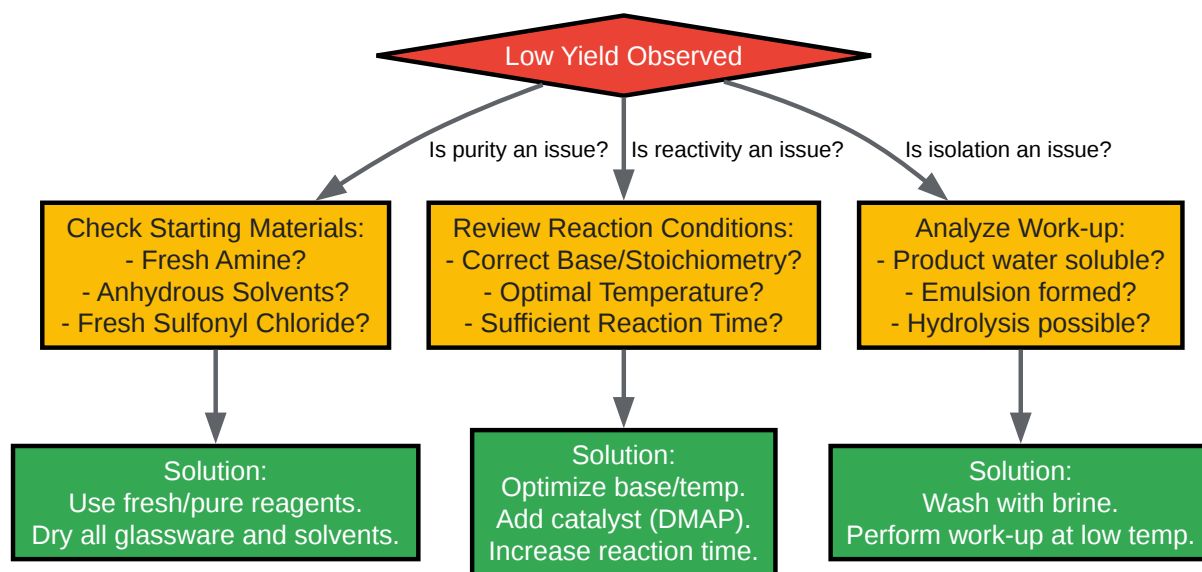 Low Yield Observed
Is purity an issue?
Is reactivity an issue?
Is isolation an issue?
Check Starting Materials:
- Fresh Amine?
- Anhydrous Solvents?
- Fresh Sulfonyl Chloride?
Review Reaction Conditions:
- Correct Base/Stoichiometry?
- Optimal Temperature?
- Sufficient Reaction Time?
Analyze Work-up:
- Product water soluble?
- Emulsion formed?
- Hydrolysis possible?
Solution:
Use fresh/pure reagents.
Dry all glassware and solvents.
Solution:
Optimize base/temp.
Add catalyst (DMAP).
Increase reaction time.
Solution:
Wash with brine.
Perform work-up at low temp.